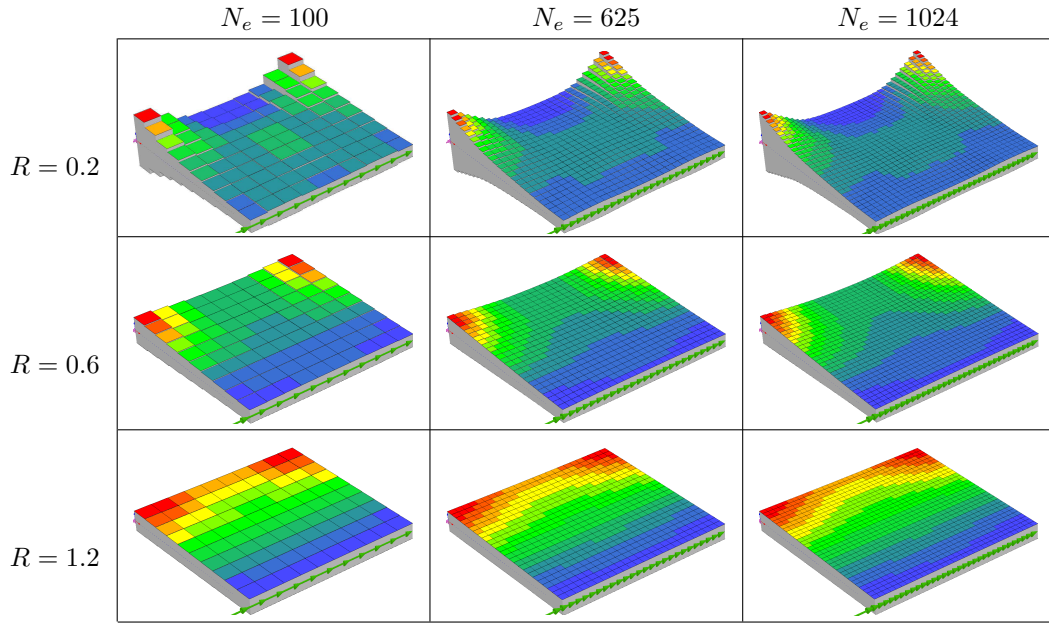 N_e = 100 N_e = 625 N_e = 1024
R = 0.2
R = 0.6
R = 1.2